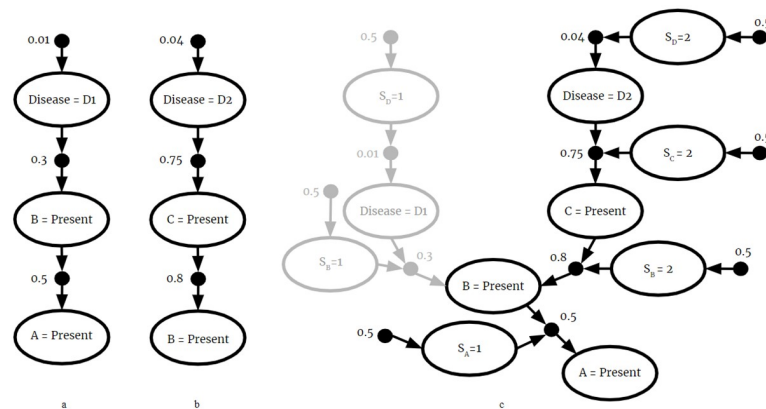 0.01
Disease = D1
0.3
B = Present
0.5
A = Present
a
0.04
Disease = D2
0.75
C = Present
0.8
B = Present
b
0.5
S_D=1
0.01
0.5
Disease = D1
S_B=1
0.3
0.04
S_D=2
Disease = D2
0.75
S_C=2
C = Present
0.8
S_B=2
0.5
B = Present
0.5
0.5
S_A=1
A = Present
c